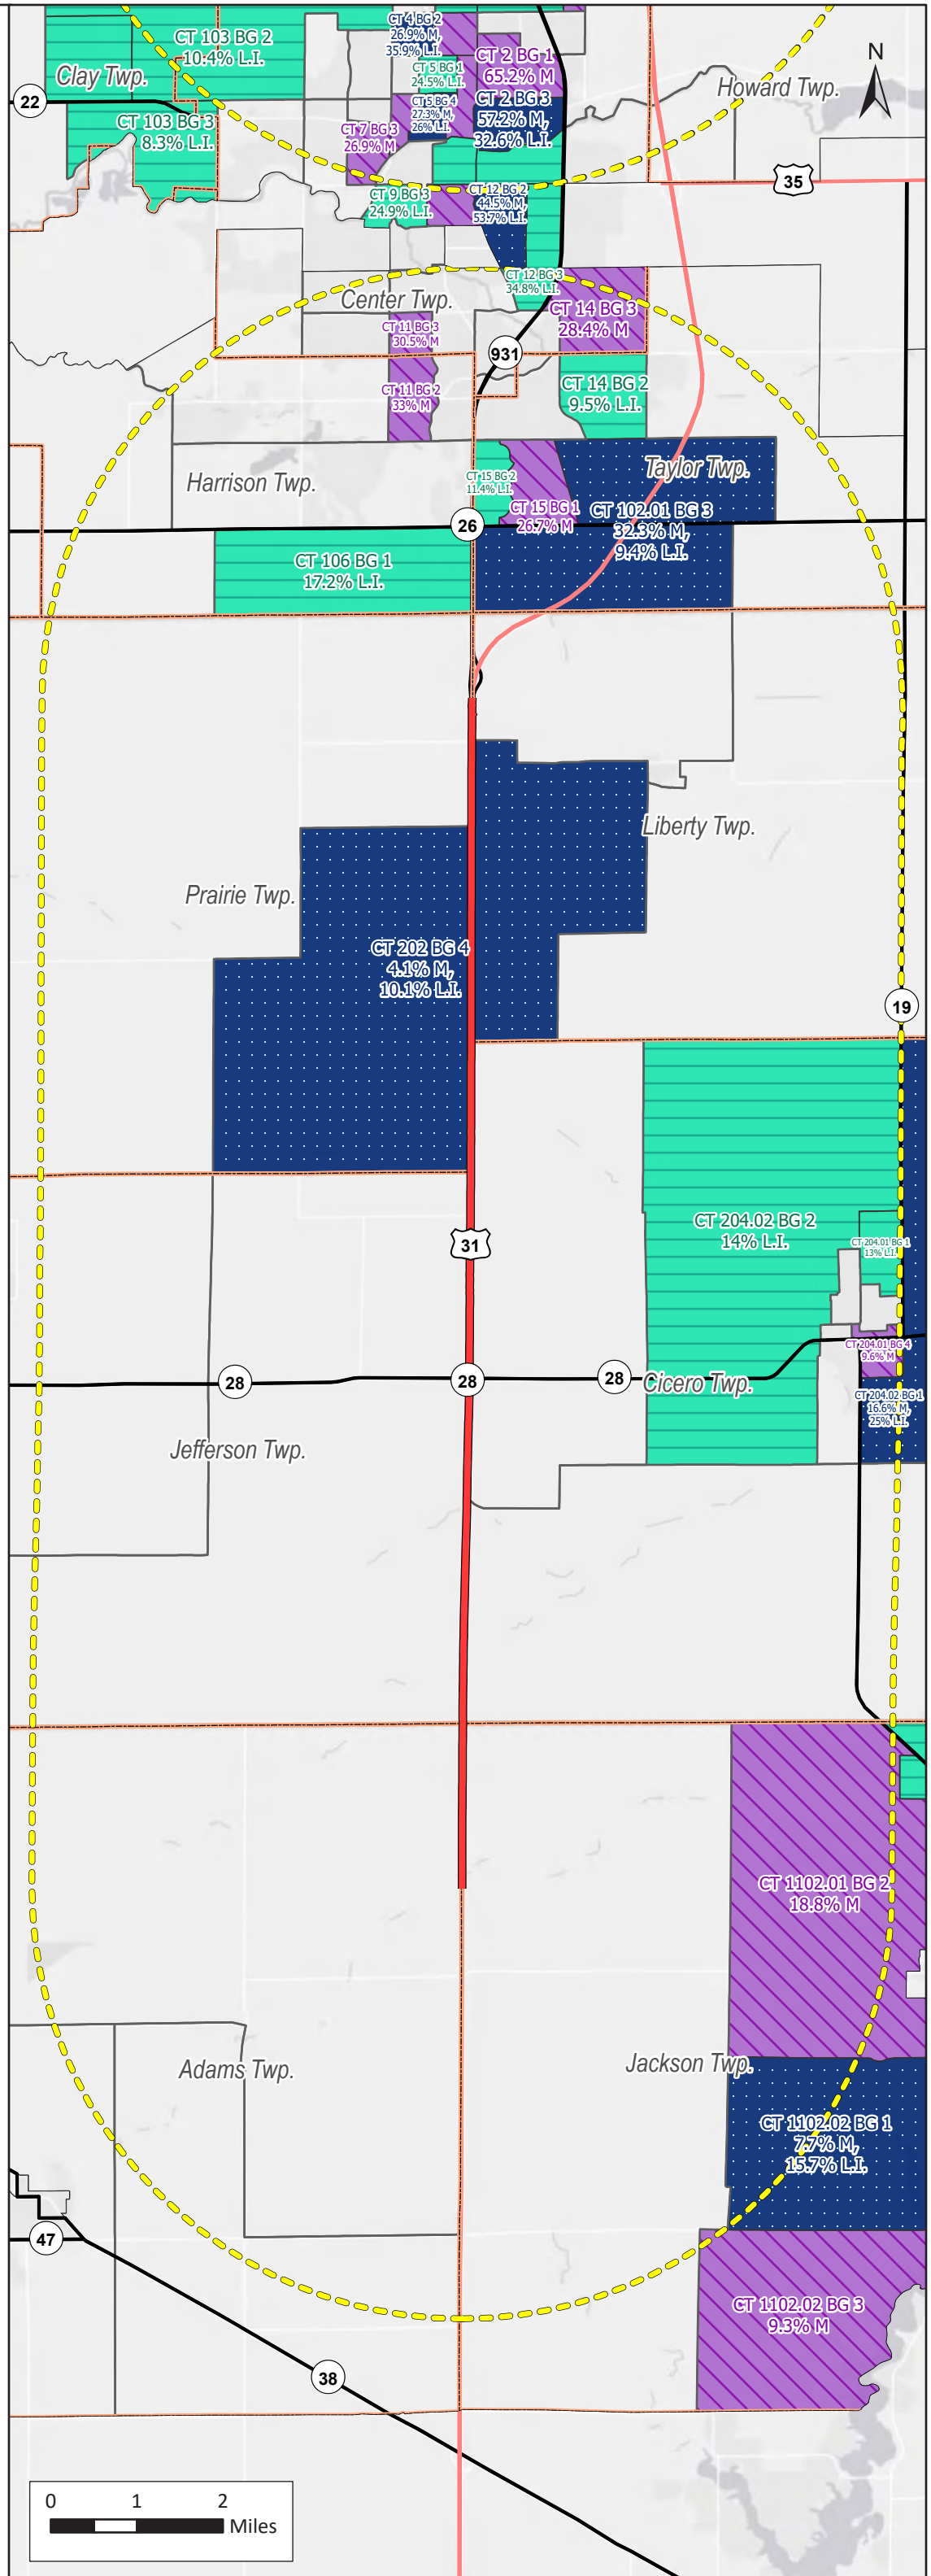 CT 4 BG 2
26.9% M,
35.9% L.I.
CT 103 BG 2
10.4% L.I.
Clay Twp.
CT 2 BG 1
65.2% M
CT 5 BG 1
24.5% L.I.
N
Howard Twp.
22
CT 5 BG 4
27.3% M,
26% L.I.
CT 2 BG 3
57.2% M,
32.6% L.I.
CT 103 BG 3
8.3% L.I.
CT 7 BG 3
26.9% M
35
CT 9 BG 3
24.9% L.I.
CT 12 BG 2
44.5% M,
53.7% L.I.
CT 12 BG 3
34.8% L.I.
Center Twp.
CT 14 BG 3
28.4% M
CT 11 BG 3
30.5% M
931
CT 11 BG 2
33% M
CT 14 BG 2
9.5% L.I.
Harrison Twp.
Taylor Twp.
CT 15 BG 2
11.4% L.I.
CT 15 BG 1
26.7% M
CT 102.01 BG 3
32.3% M,
9.4% L.I.
26
CT 106 BG 1
17.2% L.I.
Liberty Twp.
Prairie Twp.
CT 202 BG 4
4.1% M,
10.1% L.I.
19
CT 204.02 BG 2
14% L.I.
CT 204.01 BG 1
13% L.I.
31
CT 204.01 BG 4
9.6% M
28
28
28
Cicero Twp.
CT 204.02 BG 1
16.6% M,
25% L.I.
Jefferson Twp.
CT 1102.01 BG 2
18.8% M
Adams Twp.
Jackson Twp.
CT 1102.02 BG 1
7.7% M,
15.7% L.I.
47
CT 1102.02 BG 3
9.3% M
38
0 1 2
Miles